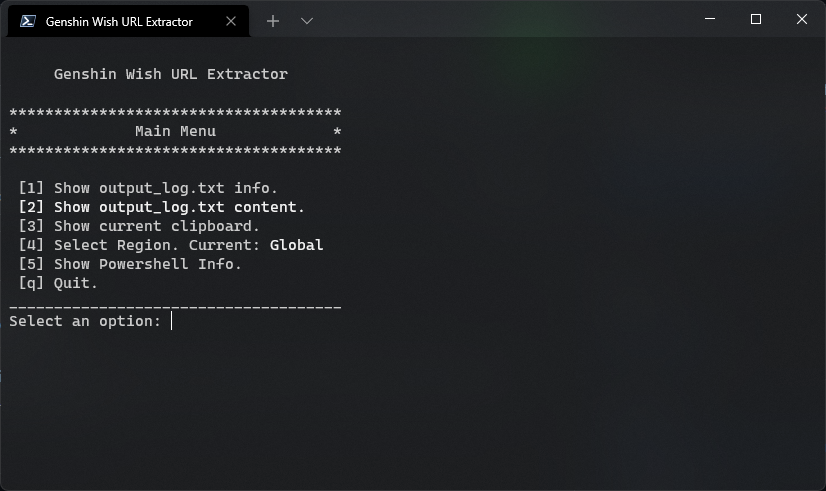 Genshin Wish URL Extractor
Genshin Wish URL Extractor
*************************************
* Main Menu *
*************************************
[1] Show output_log.txt info.
[2] Show output_log.txt content.
[3] Show current clipboard.
[4] Select Region. Current: Global
[5] Show Powershell Info.
[q] Quit.
_____________________________________
Select an option: